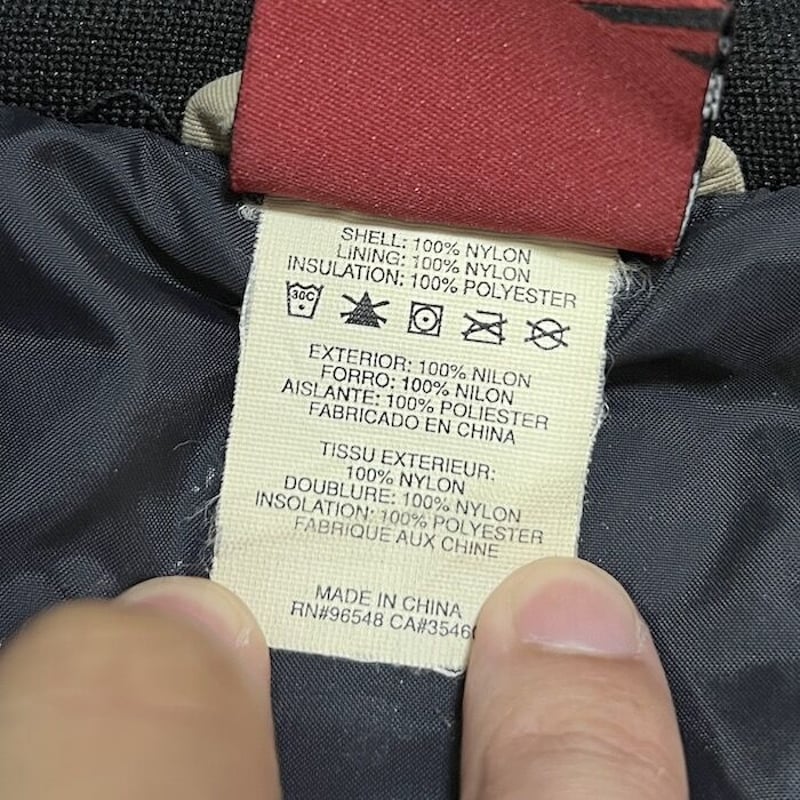 SHELL: 100% NYLON
LINING: 100% NYLON
INSULATION: 100% POLYESTER
30C
EXTERIOR: 100% NILON
FORRO: 100% NILON
AISLANTE: 100% POLIESTER
FABRICADO EN CHINA
TISSU EXTERIEUR:
100% NYLON
DOUBLURE: 100% NYLON
INSOLATION: 100% POLYESTER
FABRIQUE AUX CHINE
MADE IN CHINA
RN#96548 CA#3546